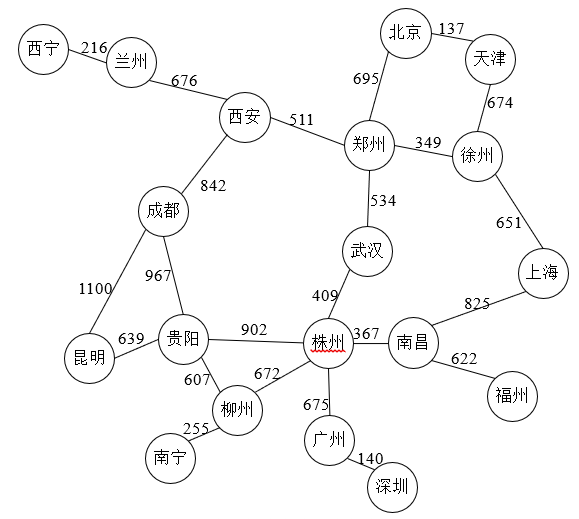 北京
137
西宁
216
兰州
天津
676
695
674
西安
511
郑州
349
徐州
842
534
成都
651
武汉
上海
967
1100
409
825
639
贵阳
902
株州
367
南昌
昆明
622
607
672
675
柳州
福州
255
广州
南宁
140
深圳